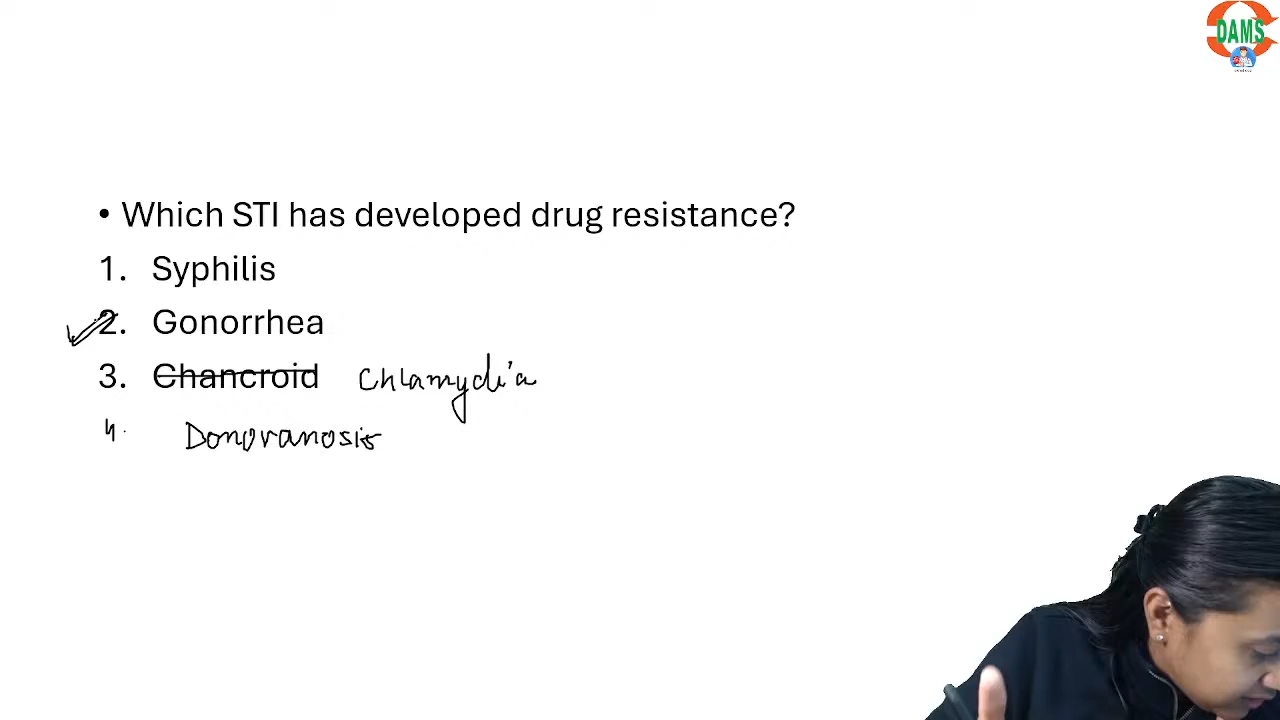 DAMS
• Which STI has developed drug resistance?
1. Syphilis
2. Gonorrhea
3. Chancroid Chlamydia
4. Donovanosis